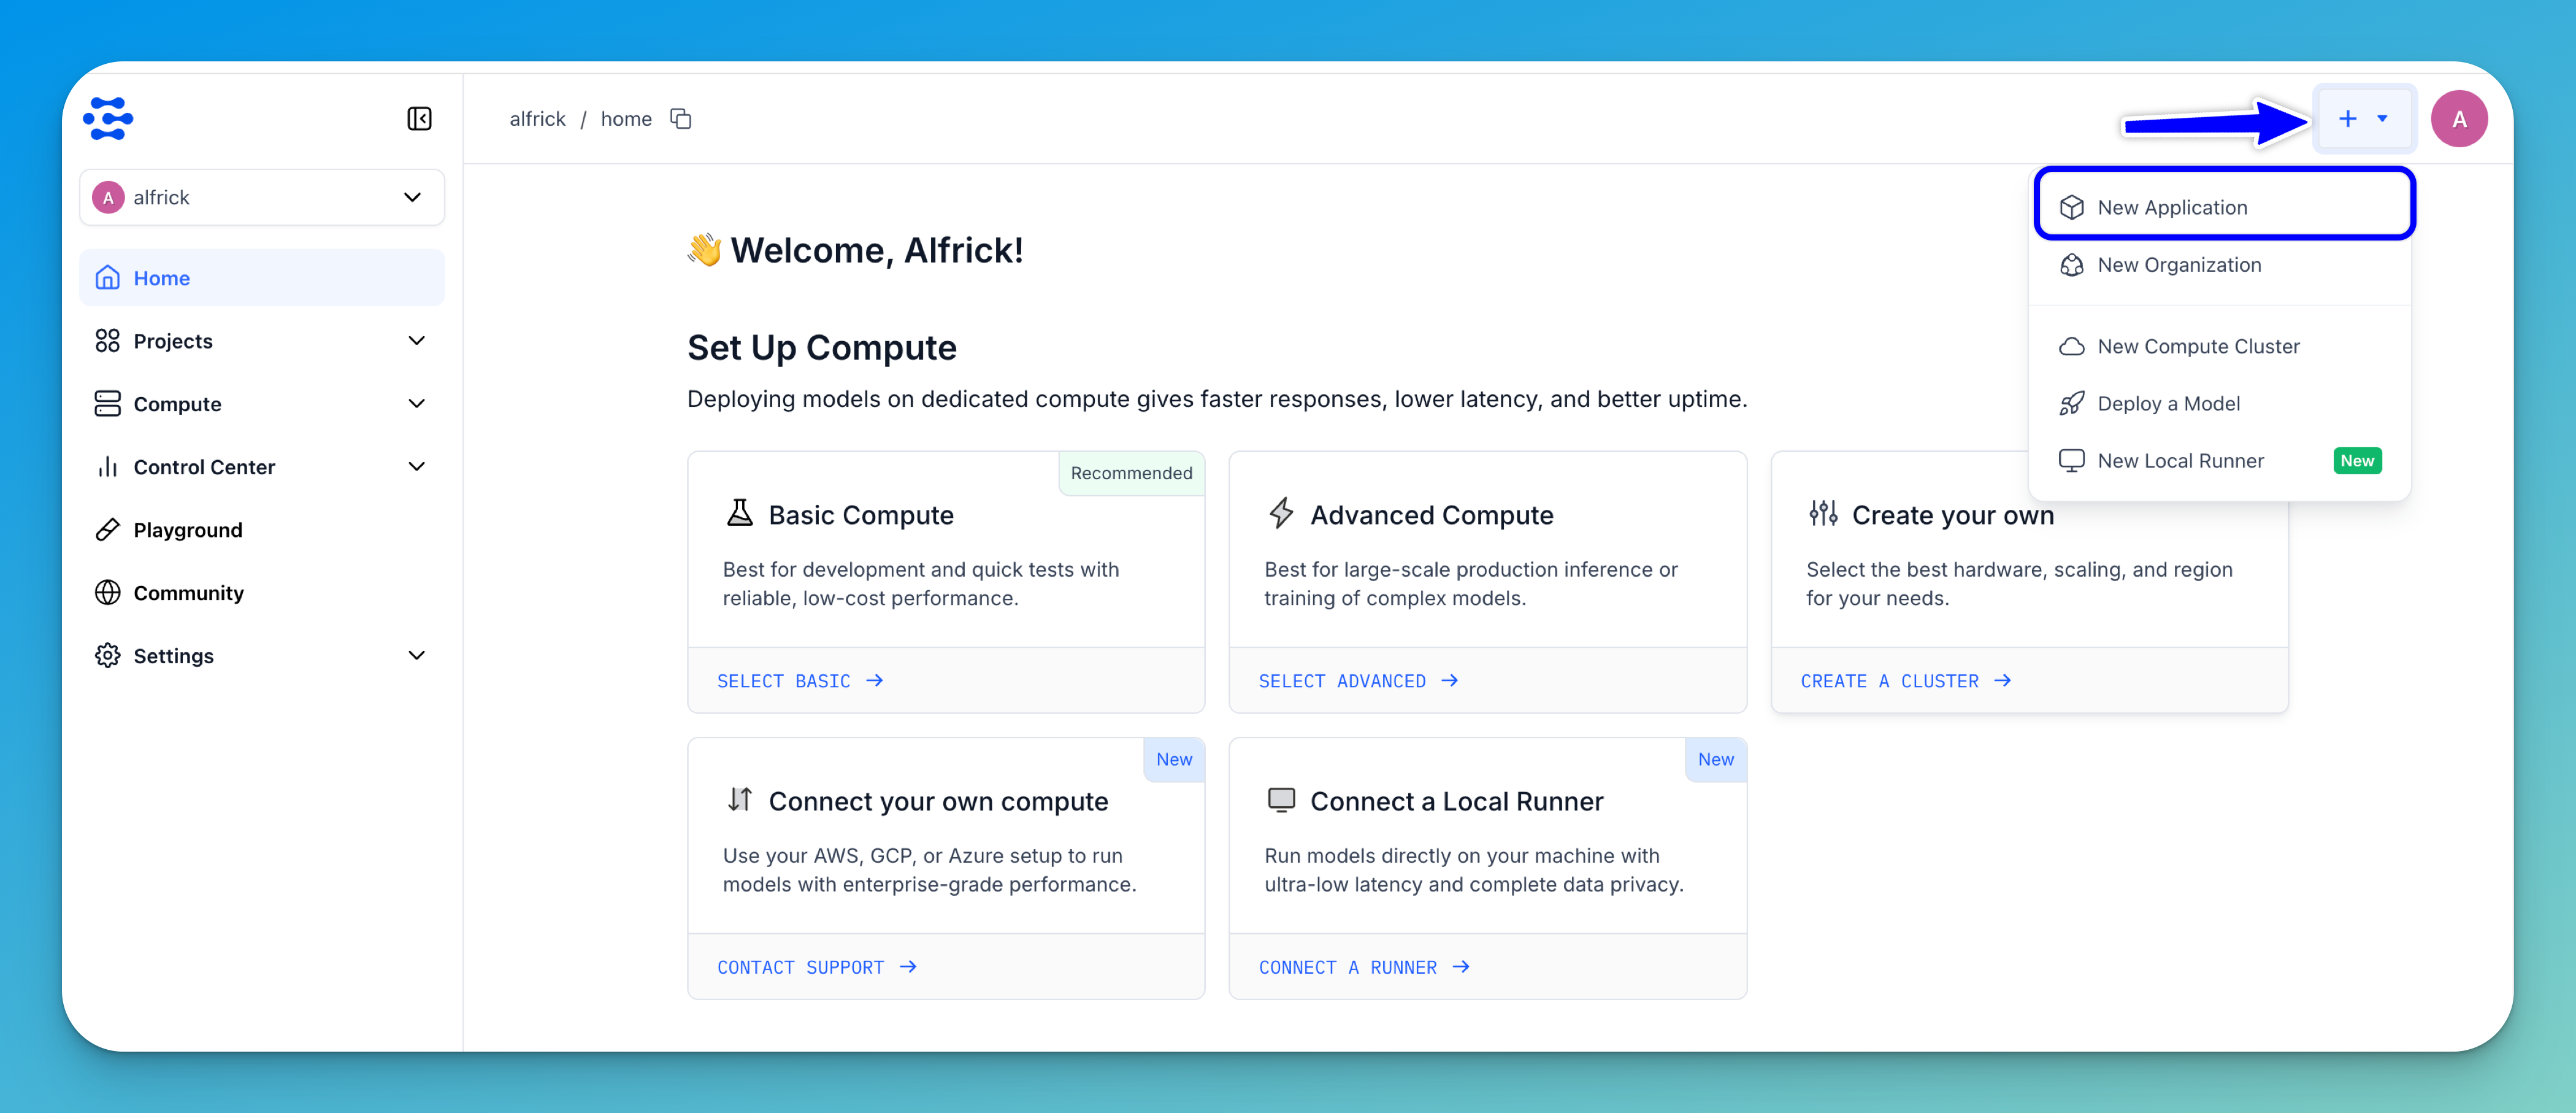 alfrick / home
A
A alfrick
Home
Projects
Compute
Control Center
Playground
Community
Settings
New Application
New Organization
New Compute Cluster
Deploy a Model
New Local Runner New
👋 Welcome, Alfrick!
Set Up Compute
Deploying models on dedicated compute gives faster responses, lower latency, and better uptime.
Recommended
Basic Compute
Best for development and quick tests with
reliable, low-cost performance.
SELECT BASIC →
Advanced Compute
Best for large-scale production inference or
training of complex models.
SELECT ADVANCED →
Create your own
Select the best hardware, scaling, and region
for your needs.
CREATE A CLUSTER →
New
Connect your own compute
Use your AWS, GCP, or Azure setup to run
models with enterprise-grade performance.
CONTACT SUPPORT →
New
Connect a Local Runner
Run models directly on your machine with
ultra-low latency and complete data privacy.
CONNECT A RUNNER →